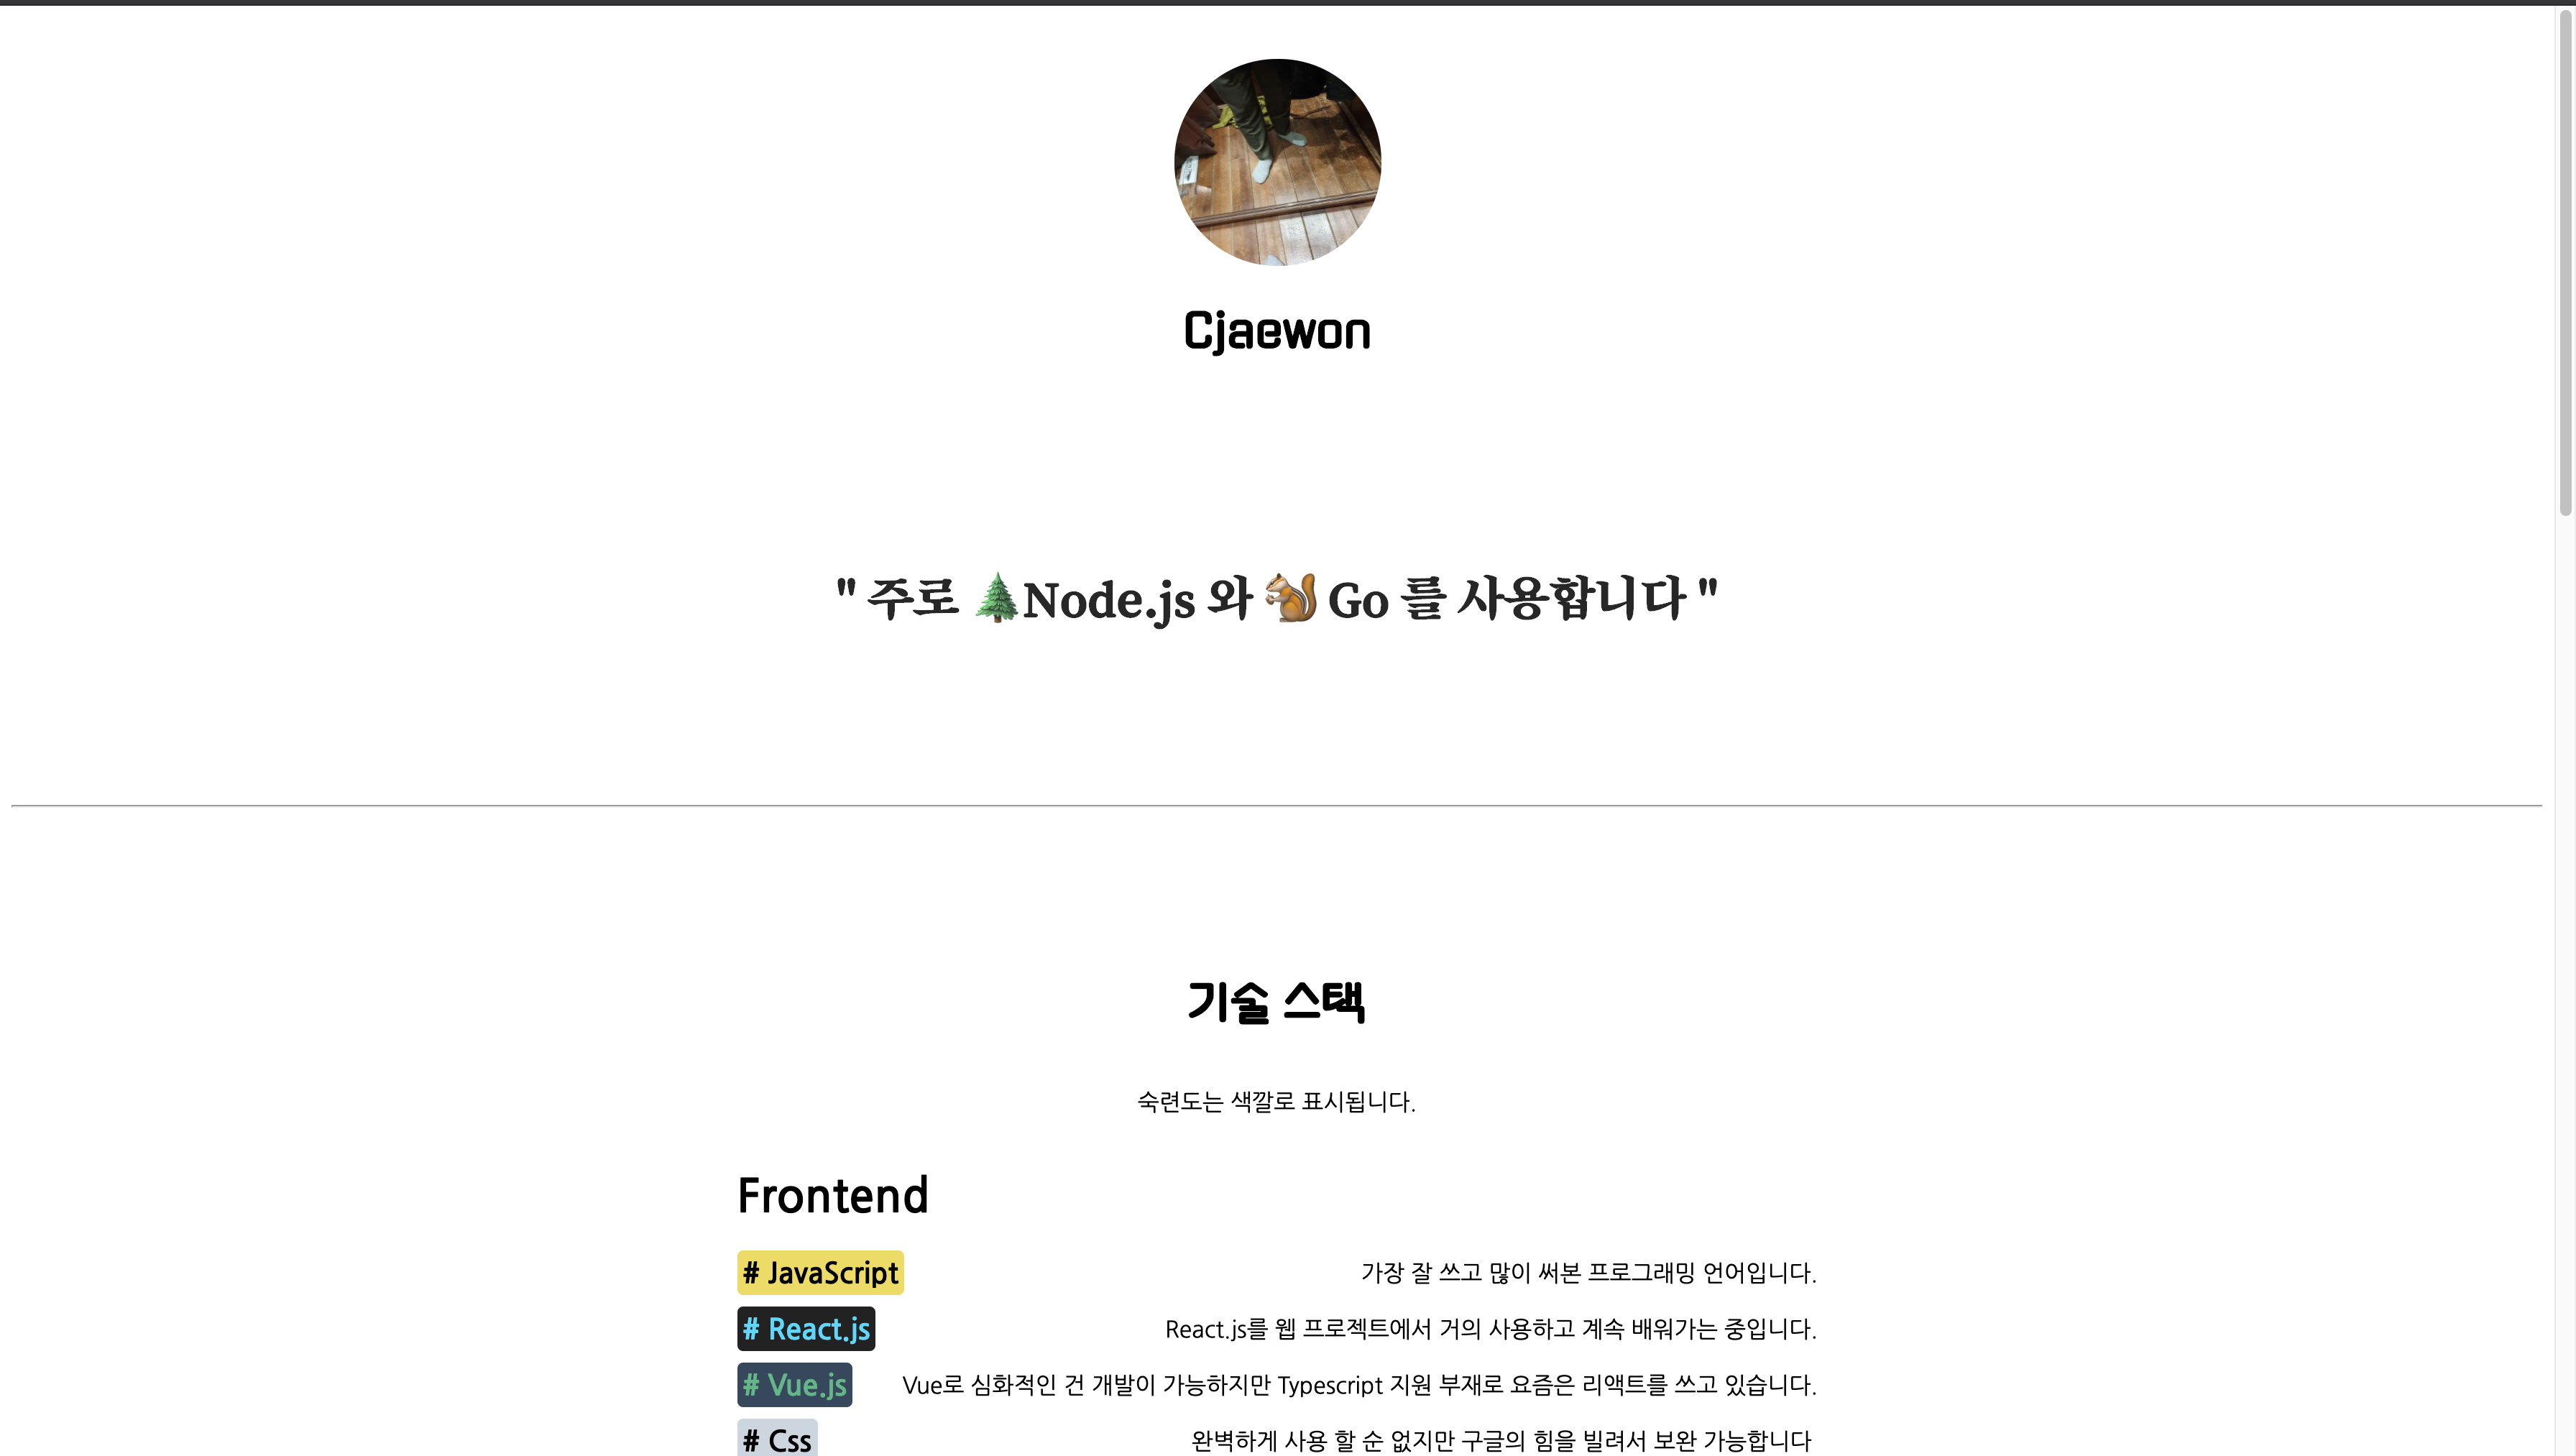 Cjaewon
" 주로 🌲Node.js 와 🐿 Go 를 사용합니다 "
기술 스택
숙련도는 색깔로 표시됩니다.
Frontend
# JavaScript 가장 잘 쓰고 많이 써본 프로그래밍 언어입니다.
# React.js React.js를 웹 프로젝트에서 거의 사용하고 계속 배워가는 중입니다.
# Vue.js Vue로 심화적인 건 개발이 가능하지만 Typescript 지원 부재로 요즘은 리액트를 쓰고 있습니다.
# Css 완벽하게 사용 할 순 없지만 구글의 힘을 빌려서 보완 가능합니다